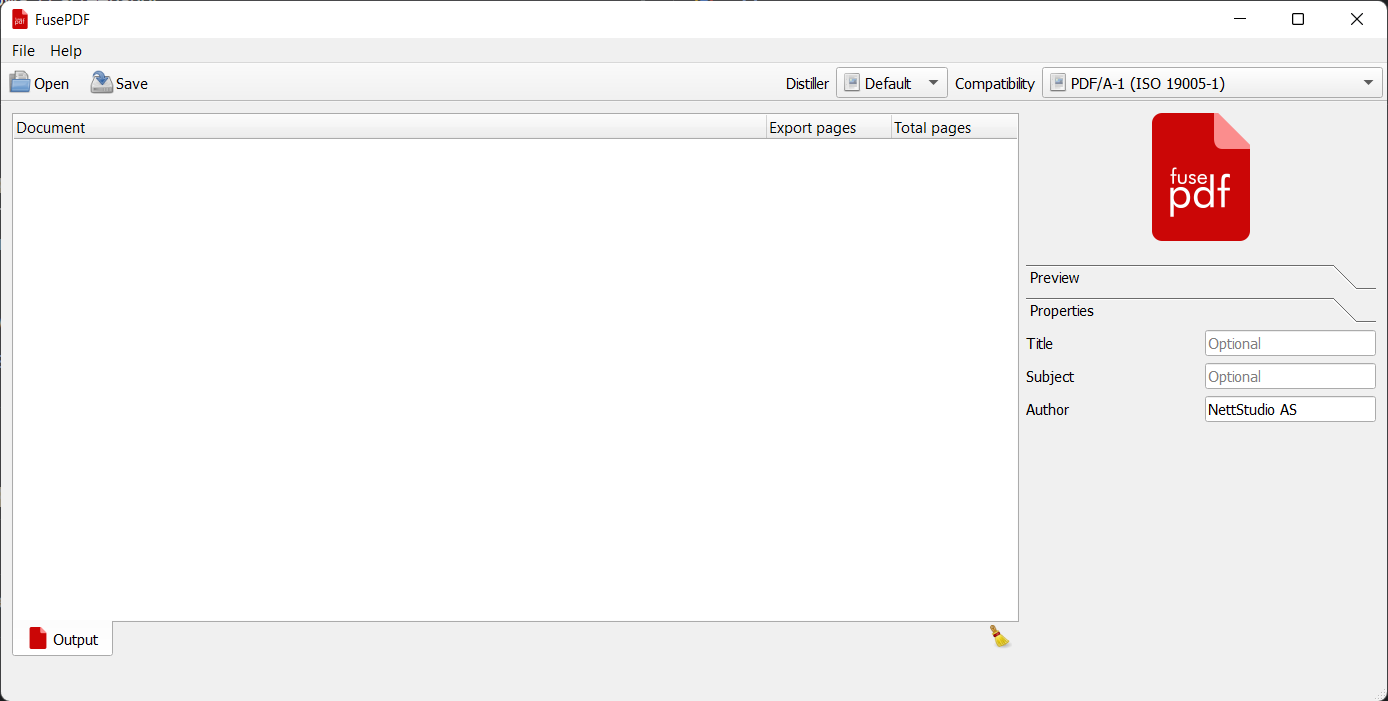 FusePDF
File Help
Open Save Distiller Default Compatibility PDF/A-1 (ISO 19005-1)
Document Export pages Total pages
fuse
pdf
Preview
Properties
Title Optional
Subject Optional
Author NettStudio AS
Output